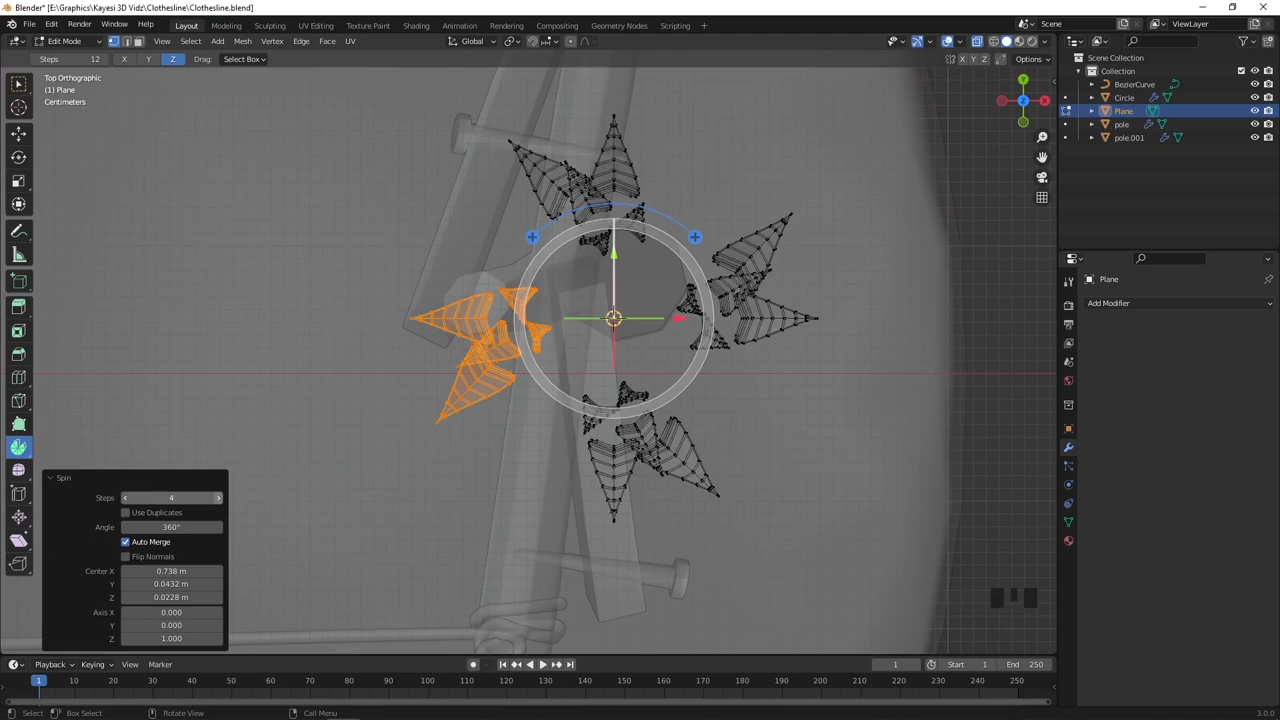 Blender* [E:\Graphics\Kayesi 3D Vidz\Clothesline\Clothesline.blend]
File Edit Render Window Help Layout Modeling Sculpting UV Editing Texture Paint Shading Animation Rendering Compositing Geometry Nodes Scripting Scene ViewLayer
Edit Mode View Select Add Mesh Vertex Edge Face UV Global
Steps 12 X Y Z Drag: Select Box X Y Z Options
Top Orthographic
(1) Plane
Centimeters
Y
Z
X
Scene Collection
Collection
BezierCurve
Circle
Plane
pole
pole.001
Plane
Add Modifier
Spin
Steps 4
Use Duplicates
Angle 360°
Auto Merge
Flip Normals
Center X 0.738 m
Y 0.0432 m
Z 0.0228 m
Axis X 0.000
Y 0.000
Z 1.000
Playback Keying View Marker 1 Start 1 End 250
1 10 20 30 40 50 60 70 80 90 100 110 120 130 140 150 160 170 180 190 200 210 220 230 240 250
Select Box Select Rotate View Call Menu 3.0.0